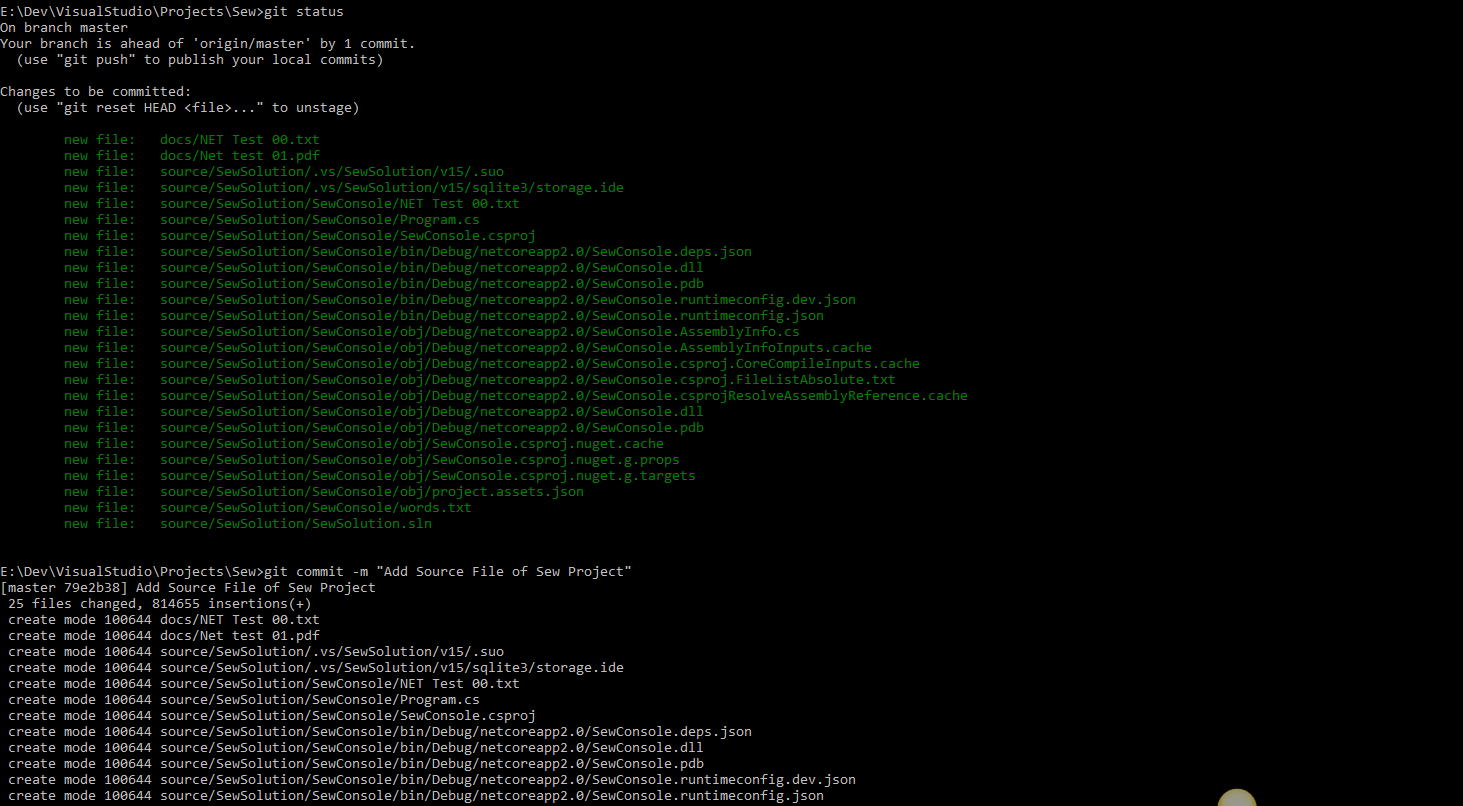 E:\Dev\VisualStudio\Projects\Sew>git status
On branch master
Your branch is ahead of 'origin/master' by 1 commit.
  (use "git push" to publish your local commits)

Changes to be committed:
  (use "git reset HEAD <file>..." to unstage)

        new file:   docs/NET Test 00.txt
        new file:   docs/Net test 01.pdf
        new file:   source/SewSolution/.vs/SewSolution/v15/.suo
        new file:   source/SewSolution/.vs/SewSolution/v15/sqlite3/storage.ide
        new file:   source/SewSolution/SewConsole/NET Test 00.txt
        new file:   source/SewSolution/SewConsole/Program.cs
        new file:   source/SewSolution/SewConsole/SewConsole.csproj
        new file:   source/SewSolution/SewConsole/bin/Debug/netcoreapp2.0/SewConsole.deps.json
        new file:   source/SewSolution/SewConsole/bin/Debug/netcoreapp2.0/SewConsole.dll
        new file:   source/SewSolution/SewConsole/bin/Debug/netcoreapp2.0/SewConsole.pdb
        new file:   source/SewSolution/SewConsole/bin/Debug/netcoreapp2.0/SewConsole.runtimeconfig.dev.json
        new file:   source/SewSolution/SewConsole/bin/Debug/netcoreapp2.0/SewConsole.runtimeconfig.json
        new file:   source/SewSolution/SewConsole/obj/Debug/netcoreapp2.0/SewConsole.AssemblyInfo.cs
        new file:   source/SewSolution/SewConsole/obj/Debug/netcoreapp2.0/SewConsole.AssemblyInfoInputs.cache
        new file:   source/SewSolution/SewConsole/obj/Debug/netcoreapp2.0/SewConsole.csproj.CoreCompileInputs.cache
        new file:   source/SewSolution/SewConsole/obj/Debug/netcoreapp2.0/SewConsole.csproj.FileListAbsolute.txt
        new file:   source/SewSolution/SewConsole/obj/Debug/netcoreapp2.0/SewConsole.csprojResolveAssemblyReference.cache
        new file:   source/SewSolution/SewConsole/obj/Debug/netcoreapp2.0/SewConsole.dll
        new file:   source/SewSolution/SewConsole/obj/Debug/netcoreapp2.0/SewConsole.pdb
        new file:   source/SewSolution/SewConsole/obj/SewConsole.csproj.nuget.cache
        new file:   source/SewSolution/SewConsole/obj/SewConsole.csproj.nuget.g.props
        new file:   source/SewSolution/SewConsole/obj/SewConsole.csproj.nuget.g.targets
        new file:   source/SewSolution/SewConsole/obj/project.assets.json
        new file:   source/SewSolution/SewConsole/words.txt
        new file:   source/SewSolution/SewSolution.sln

E:\Dev\VisualStudio\Projects\Sew>git commit -m "Add Source File of Sew Project"
[master 79e2b38] Add Source File of Sew Project
 25 files changed, 814655 insertions(+)
 create mode 100644 docs/NET Test 00.txt
 create mode 100644 docs/Net test 01.pdf
 create mode 100644 source/SewSolution/.vs/SewSolution/v15/.suo
 create mode 100644 source/SewSolution/.vs/SewSolution/v15/sqlite3/storage.ide
 create mode 100644 source/SewSolution/SewConsole/NET Test 00.txt
 create mode 100644 source/SewSolution/SewConsole/Program.cs
 create mode 100644 source/SewSolution/SewConsole/SewConsole.csproj
 create mode 100644 source/SewSolution/SewConsole/bin/Debug/netcoreapp2.0/SewConsole.deps.json
 create mode 100644 source/SewSolution/SewConsole/bin/Debug/netcoreapp2.0/SewConsole.dll
 create mode 100644 source/SewSolution/SewConsole/bin/Debug/netcoreapp2.0/SewConsole.pdb
 create mode 100644 source/SewSolution/SewConsole/bin/Debug/netcoreapp2.0/SewConsole.runtimeconfig.dev.json
 create mode 100644 source/SewSolution/SewConsole/bin/Debug/netcoreapp2.0/SewConsole.runtimeconfig.json